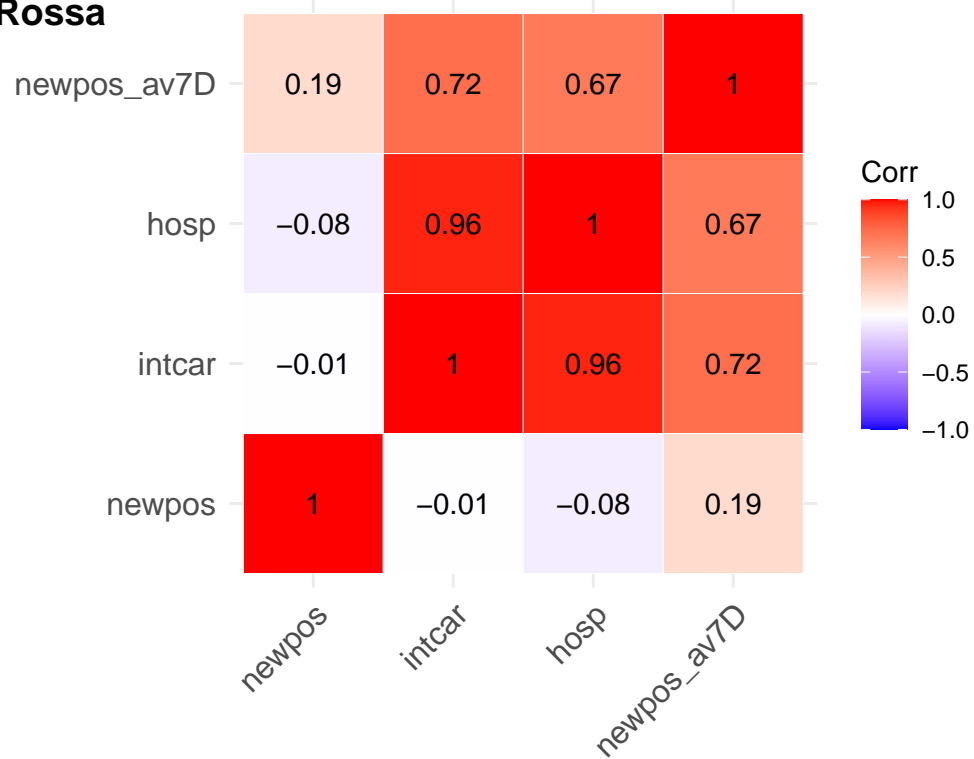 Rossa
newpos_av7D 0.19 0.72 0.67 1
hosp −0.08 0.96 1 0.67
intcar −0.01 1 0.96 0.72
newpos 1 −0.01 −0.08 0.19
newpos intcar hosp newpos_av7D
Corr
1.0
0.5
0.0
−0.5
−1.0